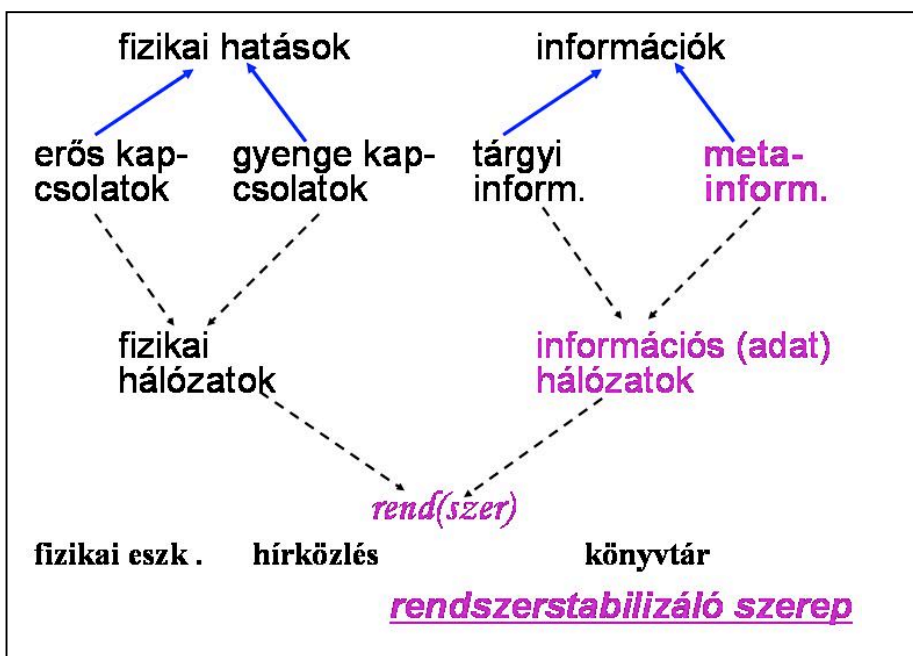 fizikai hatások
információk
erős kap-
csolatok
gyenge kap-
csolatok
tárgyi
inform.
meta-
inform.
fizikai
hálózatok
információs (adat)
hálózatok
rend(szer)
fizikai eszk .
hírközlés
könyvtár
rendszerstabilizáló szerep